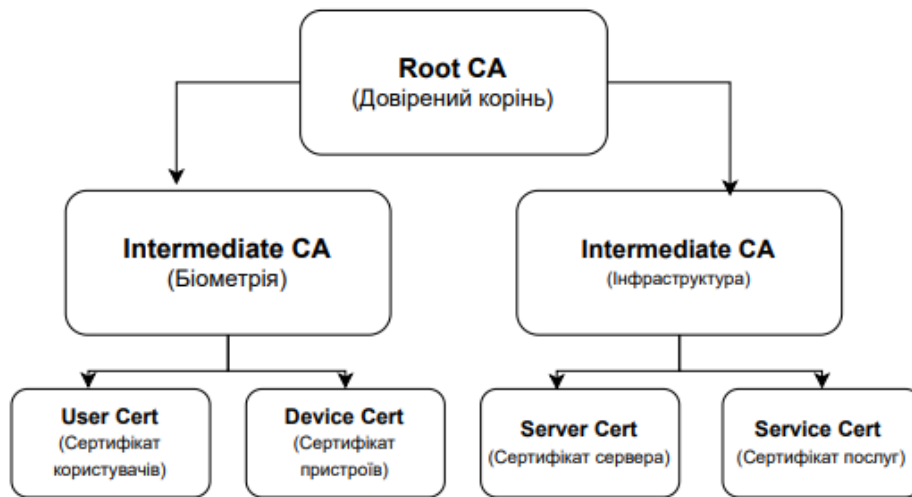 Root CA
(Довірений корінь)
Intermediate CA
(Біометрія)
Intermediate CA
(Інфраструктура)
User Cert
(Сертифікат
користувачів)
Device Cert
(Сертифікат
пристроїв)
Server Cert
(Сертифікат сервера)
Service Cert
(Сертифікат послуг)